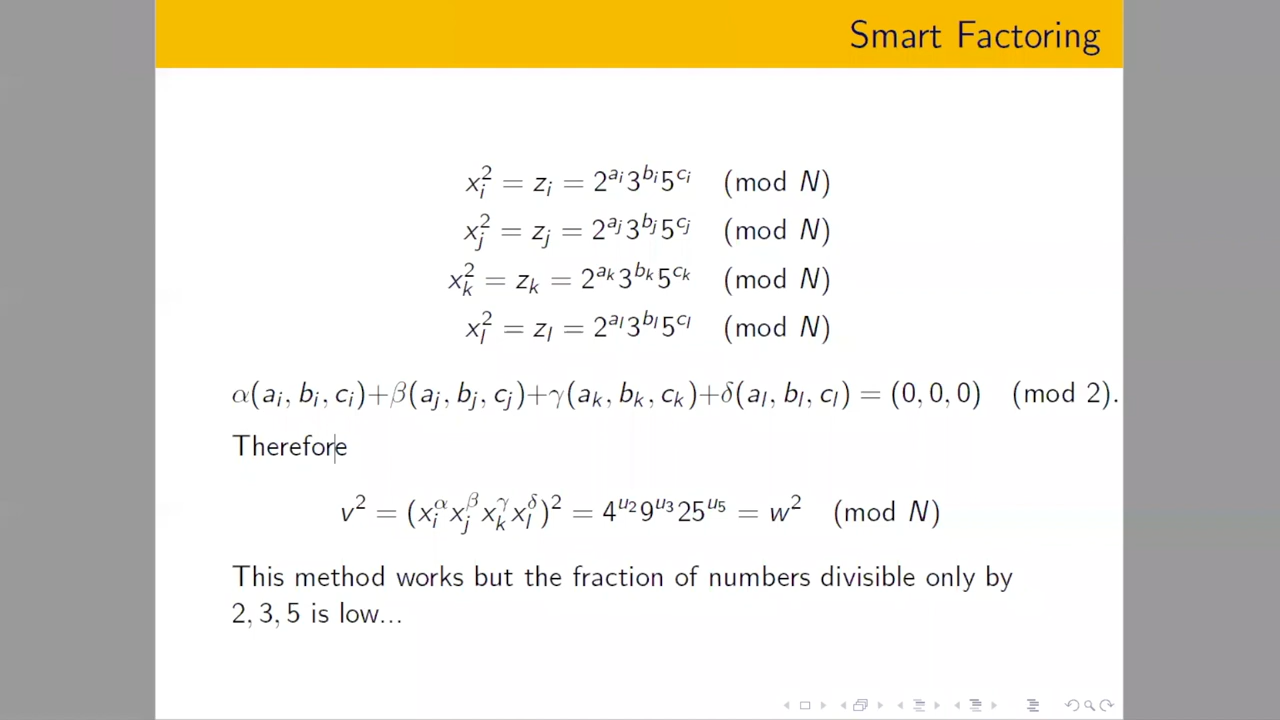 Smart Factoring
x_i^2 = z_i = 2^{a_i}3^{b_i}5^{c_i} (mod N)
x_j^2 = z_j = 2^{a_j}3^{b_j}5^{c_j} (mod N)
x_k^2 = z_k = 2^{a_k}3^{b_k}5^{c_k} (mod N)
x_l^2 = z_l = 2^{a_l}3^{b_l}5^{c_l} (mod N)
α(a_i, b_i, c_i)+β(a_j, b_j, c_j)+γ(a_k, b_k, c_k)+δ(a_l, b_l, c_l) = (0, 0, 0) (mod 2).
Therefore
v^2 = (x_i^α x_j^β x_k^γ x_l^δ)^2 = 4^{u_2}9^{u_3}25^{u_5} = w^2 (mod N)
This method works but the fraction of numbers divisible only by
2, 3, 5 is low...